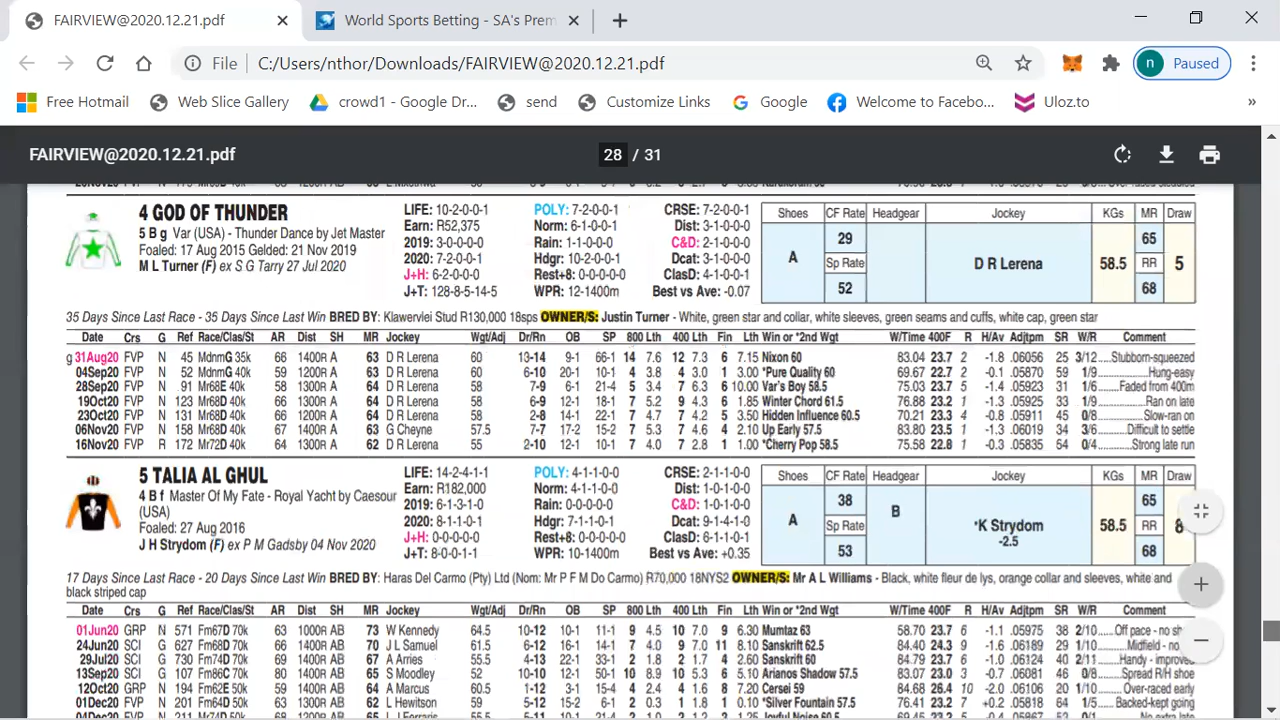 FAIRVIEW@2020.12.21.pdf
World Sports Betting - SA's Prem
File C:/Users/nthor/Downloads/FAIRVIEW@2020.12.21.pdf
n Paused
Free Hotmail Web Slice Gallery crowd1 - Google Dr... send Customize Links Google Welcome to Facebo... Uloz.to »
FAIRVIEW@2020.12.21.pdf 28 / 31
4 GOD OF THUNDER
5 B g Var (USA) - Thunder Dance by Jet Master
Foaled: 17 Aug 2015 Gelded: 21 Nov 2019
M L Turner (F) ex S G Tarry 27 Jul 2020
LIFE: 10-2-0-0-1 POLY: 7-2-0-0-1 CRSE: 7-2-0-0-1
Earn: R52,375 Norm: 6-1-0-0-1 Dist: 3-1-0-0-0
2019: 3-0-0-0-0 Rain: 1-1-0-0-0 C&D: 2-1-0-0-0
2020: 7-2-0-0-1 Hdgr: 10-2-0-0-1 Dcat: 3-1-0-0-0
J+H: 6-2-0-0-0 Rest+8: 0-0-0-0-0 ClasD: 4-1-0-0-1
J+T: 128-8-5-14-5 WPR: 12-1400m Best vs Ave: -0.07
Shoes CF Rate Headgear Jockey KGs MR Draw
A 29 Sp Rate 52 D R Lerena 58.5 65 RR 68 5
35 Days Since Last Race - 35 Days Since Last Win BRED BY: Klawervlei Stud R130,000 18sps OWNER/S: Justin Turner - White, green star and collar, white sleeves, green seams and cuffs, white cap, green star
Date Crs G Ref Race/Clas/St AR Dist SH MR Jockey Wgt/Adj Dr/Rn OB SP 800 Lth 400 Lth Fin Lth Win or *2nd Wgt W/Time 400F R H/Av Adjtpm SR W/R Comment
g 31Aug20 FVP N 45 MdnmG 35k 66 1400R A 63 D R Lerena 60 13-14 9-1 66-1 14 7.6 12 7.3 6 7.15 Nixon 60 83.04 23.7 2 -1.8 .06056 25 3/12.....Stubborn-squeezed
04Sep20 FVP N 52 MdnmG 40k 59 1200R A 63 D R Lerena 60 6-10 20-1 10-1 4 3.8 4 3.0 1 3.00 *Pure Quality 60 69.67 22.7 2 -0.1 .05870 59 1/9......Hung-easy
28Sep20 FVP N 91 Mr68E 40k 58 1300R A 64 D R Lerena 58 7-9 6-1 21-4 5 3.4 7 6.3 6 10.00 Var's Boy 58.5 75.03 23.7 5 -1.4 .05923 31 1/6......Faded from 400m
19Oct20 FVP N 123 Mr68D 40k 66 1300R A 64 D R Lerena 58 6-9 12-1 18-1 7 5.2 9 4.3 6 1.85 Winter Chord 61.5 76.88 23.2 1 -1.3 .05925 33 0/9......Ran on late
23Oct20 FVP N 131 Mr68D 40k 66 1200R A 64 D R Lerena 58 2-8 14-1 22-1 7 4.7 7 4.2 5 3.50 Hidden Influence 60.5 70.21 23.3 4 -0.8 .05911 45 0/8......Slow-ran on
06Nov20 FVP N 158 Mr68D 40k 67 1400R A 64 G Cheyne 58 7-7 17-2 15-2 8 5.3 7 4.6 4 2.10 Up Early 57.5 83.80 23.5 1 -1.3 .06019 34 3/6......Difficult to settle
16Nov20 FVP R 172 Mr72D 40k 64 1300R A 62 D R Lerena 55 2-10 12-1 10-1 7 4.0 7 2.8 1 1.00 *Cherry Pop 58.5 75.58 22.8 1 -0.3 .05835 64 0/4......Strong late run
5 TALIA AL GHUL
4 B f Master Of My Fate - Royal Yacht by Caesour
(USA)
Foaled: 27 Aug 2016
J H Strydom (F) ex P M Gadsby 04 Nov 2020
LIFE: 14-2-4-1-1 POLY: 4-1-1-0-0 CRSE: 2-1-1-0-0
Earn: R182,000 Norm: 4-1-1-0-0 Dist: 1-0-1-0-0
2019: 6-1-3-1-0 Rain: 0-0-0-0-0 C&D: 1-0-1-0-0
2020: 8-1-1-0-1 Hdgr: 7-1-1-0-1 Dcat: 9-1-4-1-0
J+H: 0-0-0-0-0 Rest+8: 0-0-0-0-0 ClasD: 6-1-1-0-1
J+T: 8-0-0-1-1 WPR: 10-1400m Best vs Ave: +0.35
Shoes CF Rate Headgear Jockey KGs MR Draw
A 38 Sp Rate 53 B *K Strydom -2.5 58.5 65 RR 68 8
17 Days Since Last Race - 20 Days Since Last Win BRED BY: Haras Del Carmo (Pty) Ltd (Nom: Mr P F M Do Carmo) R70,000 18NYS2 OWNER/S: Mr A L Williams - Black, white fleur de lys, orange collar and sleeves, white and
black striped cap
Date Crs G Ref Race/Clas/St AR Dist SH MR Jockey Wgt/Adj Dr/Rn OB SP 800 Lth 400 Lth Fin Lth Win or *2nd Wgt W/Time 400F R H/Av Adjtpm SR W/R Comment
01Jun20 GRP N 571 Fm67D 70k 63 1000R AB 73 W Kennedy 64.5 10-12 10-1 11-1 9 4.5 10 7.0 9 6.30 Mumtaz 63 58.70 23.7 6 -1.1 .05975 38 2/10.....Off pace - no
24Jun20 SCI G 627 Fm68D 70k 64 1400R AB 70 J L Samuel 61.5 6-12 16-1 14-1 7 4.0 9 7.0 11 8.10 Sanskrit 62.5 84.40 24.3 9 -1.6 .06189 29 1/10.....Midfield - no
29Jul20 SCI G 730 Fm74D 70k 69 1400R AB 67 A Arries 55.5 4-13 22-1 33-1 2 1.8 2 1.7 4 2.60 Sanskrit 60 84.79 23.6 6 -1.0 .06124 40 2/11.....Handy - improve
13Sep20 SCI G 107 Fm86C 70k 80 1400R AB 65 S Moodley 52 10-10 12-1 50-1 10 8.9 10 5.3 6 5.10 Arianos Shadow 57.5 83.07 23.0 3 -0.7 .06081 46 0/8......Spread R/H shoe
12Oct20 GRP N 194 Fm62E 50k 64 1400R AB 64 A Marcus 60.5 1-12 3-1 15-4 4 2.4 4 1.6 8 7.20 Cersei 59 84.68 26.4 10 -2.0 .06106 20 1/10.....Over-raced early